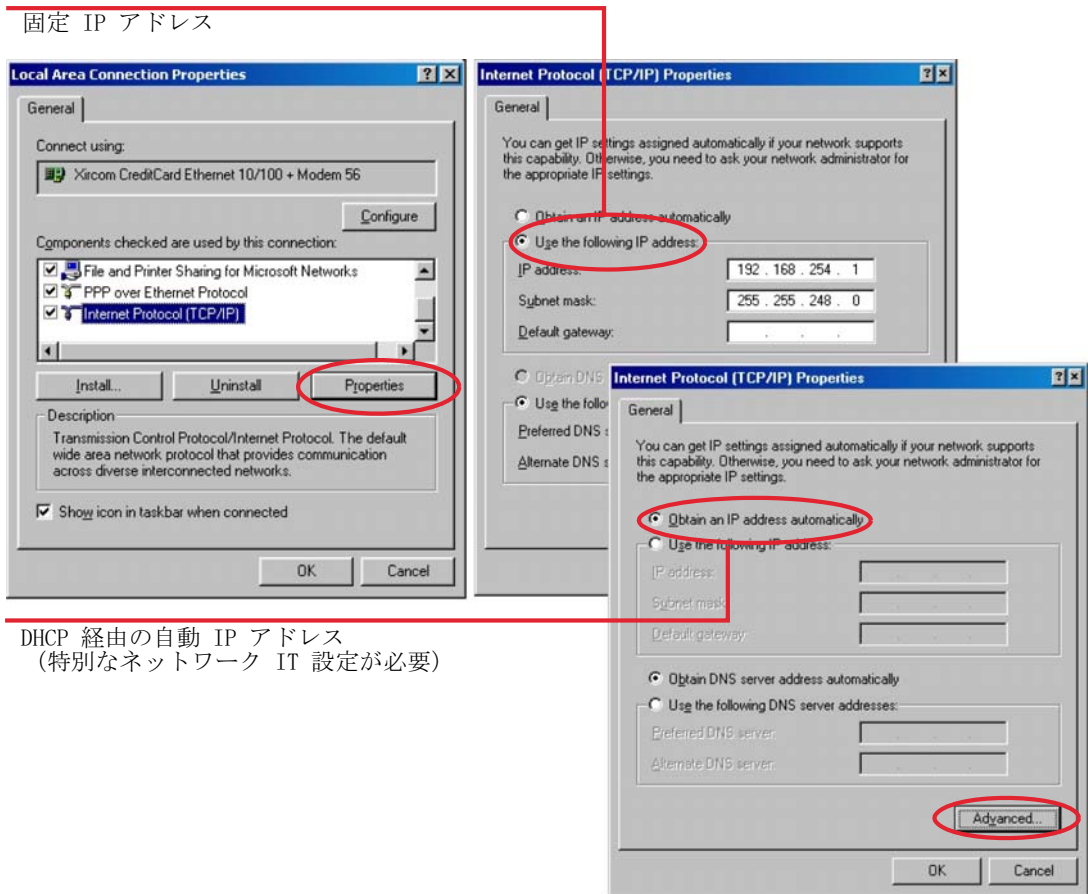 固定 IP アドレス
Local Area Connection Properties
General
Connect using:
Xircom CreditCard Ethernet 10/100 + Modem 56
Configure
Components checked are used by this connection:
File and Printer Sharing for Microsoft Networks
PPP over Ethernet Protocol
Internet Protocol (TCP/IP)
Install...
Uninstall
Properties
Description
Transmission Control Protocol/Internet Protocol. The default
wide area network protocol that provides communication
across diverse interconnected networks.
Show icon in taskbar when connected
OK
Cancel
Internet Protocol (TCP/IP) Properties
General
You can get IP settings assigned automatically if your network supports
this capability. Otherwise, you need to ask your network administrator for
the appropriate IP settings.
Obtain an IP address automatically
Use the following IP address:
IP address:
192 . 168 . 254 . 1
Subnet mask:
255 . 255 . 248 . 0
Default gateway:
Obtain DNS
Use the follo
Preferred DNS s
Alternate DNS s
Internet Protocol (TCP/IP) Properties
General
You can get IP settings assigned automatically if your network supports
this capability. Otherwise, you need to ask your network administrator for
the appropriate IP settings.
Obtain an IP address automatically
Use the following IP address:
IP address:
Subnet mask:
Default gateway:
Obtain DNS server address automatically
Use the following DNS server addresses:
Preferred DNS server:
Alternate DNS server:
Advanced...
OK
Cancel
DHCP 経由の自動 IP アドレス
(特別なネットワーク IT 設定が必要)